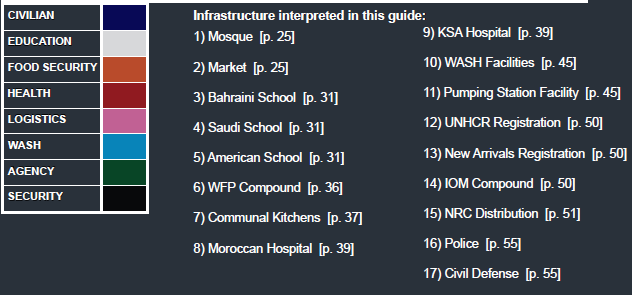 CIVILIAN
EDUCATION
FOOD SECURITY
HEALTH
LOGISTICS
WASH
AGENCY
SECURITY
Infrastructure interpreted in this guide:
1) Mosque [p. 25]
2) Market [p. 25]
3) Bahraini School [p. 31]
4) Saudi School [p. 31]
5) American School [p. 31]
6) WFP Compound [p. 36]
7) Communal Kitchens [p. 37]
8) Moroccan Hospital [p. 39]
9) KSA Hospital [p. 39]
10) WASH Facilities [p. 45]
11) Pumping Station Facility [p. 45]
12) UNHCR Registration [p. 50]
13) New Arrivals Registration [p. 50]
14) IOM Compound [p. 50]
15) NRC Distribution [p. 51]
16) Police [p. 55]
17) Civil Defense [p. 55]